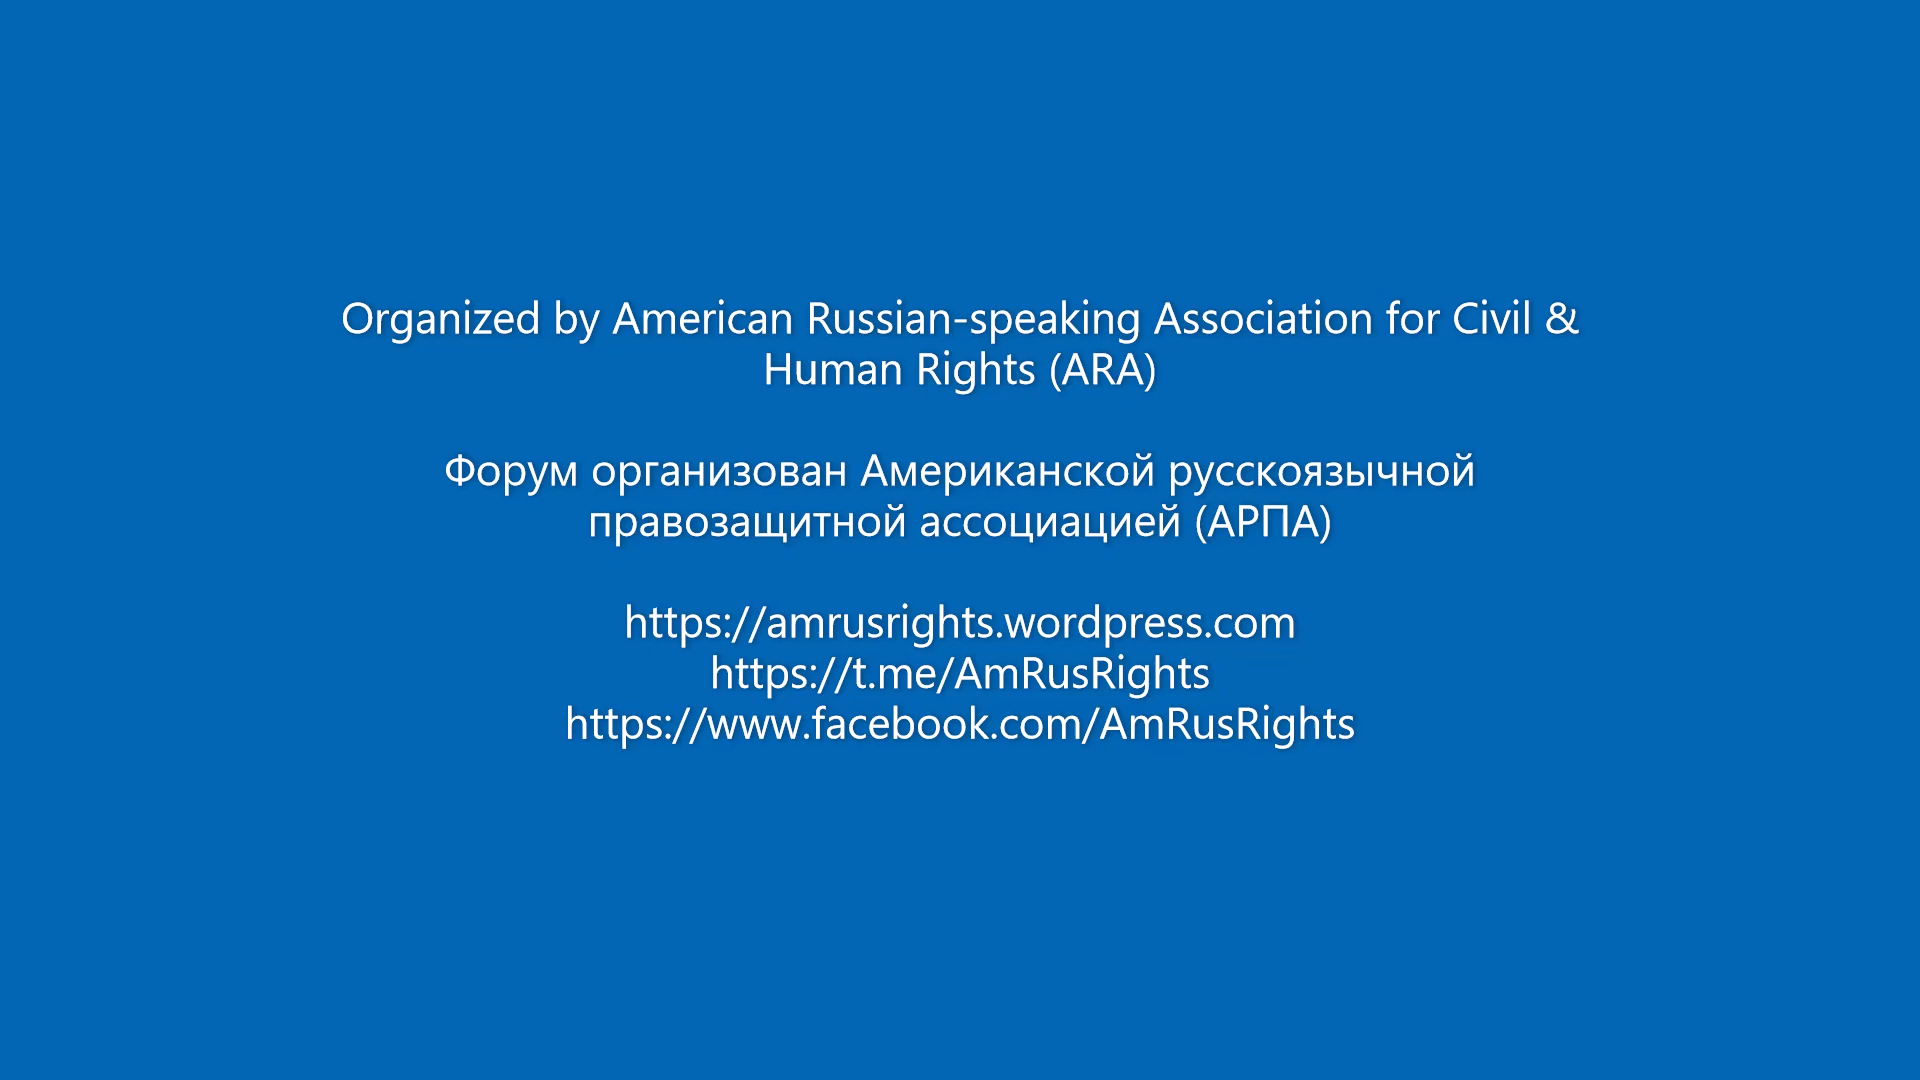 Organized by American Russian-speaking Association for Civil &
Human Rights (ARA)
Форум организован Американской русскоязычной
правозащитной ассоциацией (АРПА)
https://amrusrights.wordpress.com
https://t.me/AmRusRights
https://www.facebook.com/AmRusRights